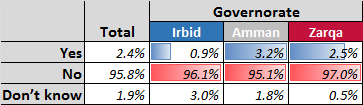 Governorate
Total Irbid Amman Zarqa
Yes 2.4% 0.9% 3.2% 2.5%
No 95.8% 96.1% 95.1% 97.0%
Don't know 1.9% 3.0% 1.8% 0.5%